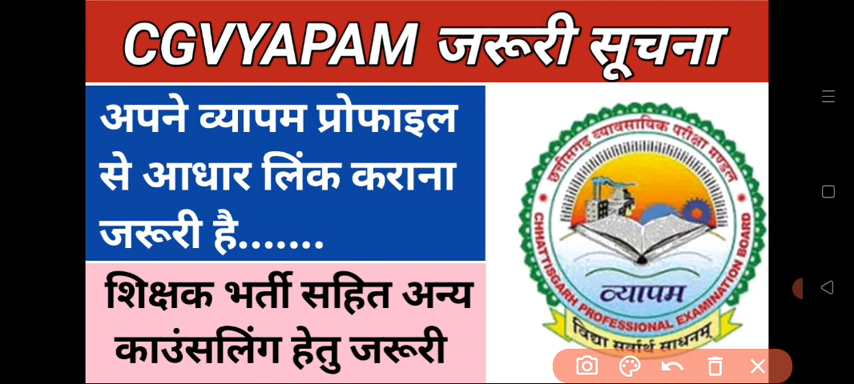 CGVYAPAM जरूरी सूचना
अपने व्यापम प्रोफाइल
से आधार लिंक कराना
जरूरी है.......
शिक्षक भर्ती सहित अन्य
काउंसलिंग हेतु जरूरी
छत्तीसगढ़ व्यावसायिक परीक्षा मण्डल
CHHATTISGARH PROFESSIONAL EXAMINATION BOARD
व्यापम
विद्या सर्वार्थ साधनम्